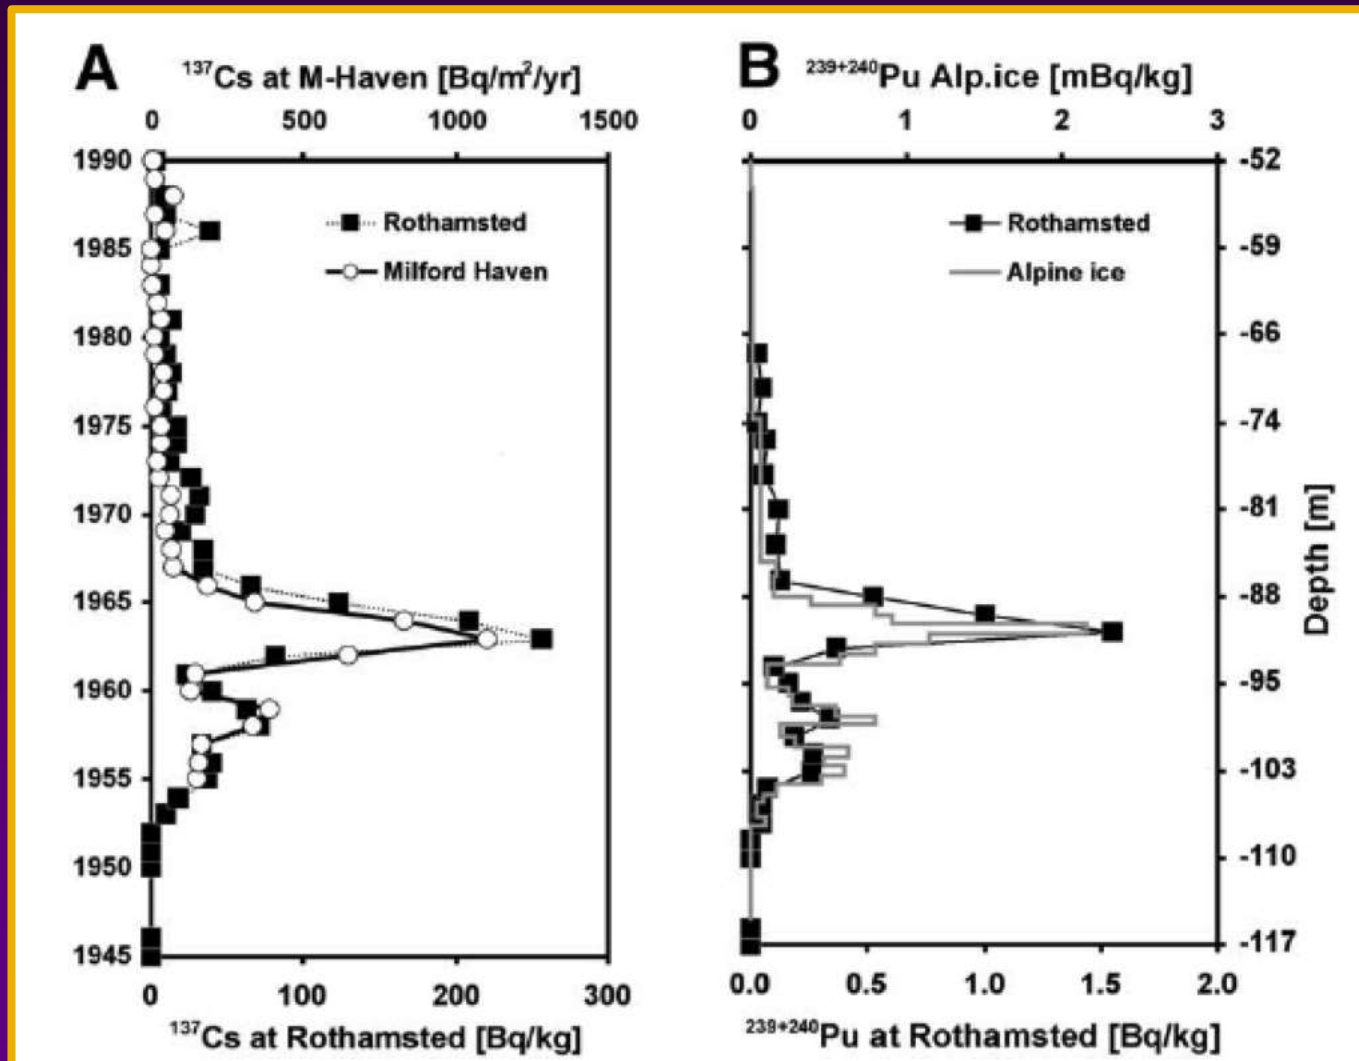 A
¹³⁷Cs at M-Haven [Bq/m²/yr]
0 500 1000 1500
1990
1985
1980
1975
1970
1965
1960
1955
1950
1945
Rothamsted
Milford Haven
0 100 200 300
¹³⁷Cs at Rothamsted [Bq/kg]
B
²³⁹⁺²⁴⁰Pu Alp.ice [mBq/kg]
0 1 2 3
Rothamsted
Alpine ice
-52
-59
-66
-74
-81
-88
-95
-103
-110
-117
Depth [m]
0.0 0.5 1.0 1.5 2.0
²³⁹⁺²⁴⁰Pu at Rothamsted [Bq/kg]